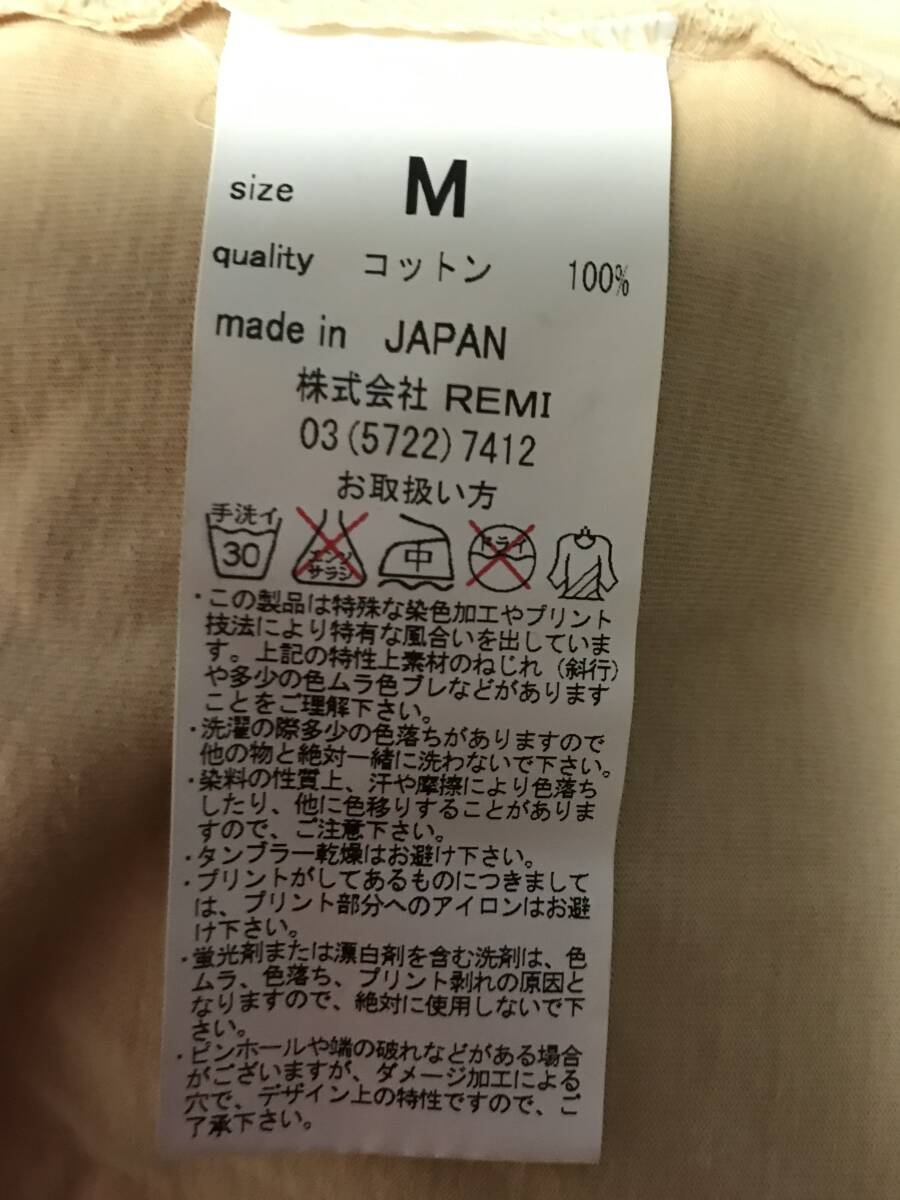 size M
quality コットン 100%
made in JAPAN
株式会社 REMI
03(5722)7412
お取扱い方
手洗イ
30
エンソ
サラシ
中
ドライ
・この製品は特殊な染色加工やプリント
技法により特有な風合いを出していま
す。上記の特性上素材のねじれ（斜行）
や多少の色ムラ色ブレなどがあります
ことをご理解下さい。
・洗濯の際多少の色落ちがありますので
他の物と絶対一緒に洗わないで下さい。
・染料の性質上、汗や摩擦により色落ち
したり、他に色移りすることがありま
すので、ご注意下さい。
・タンブラー乾燥はお避け下さい。
・プリントがしてあるものにつきまして
は、プリント部分へのアイロンはお避
け下さい。
・蛍光剤または漂白剤を含む洗剤は、色
ムラ、色落ち、プリント剥れの原因と
なりますので、絶対に使用しないで下
さい。
・ピンホールや端の破れなどがある場合
がございますが、ダメージ加工による
穴で、デザイン上の特性ですので、ご
了承下さい。